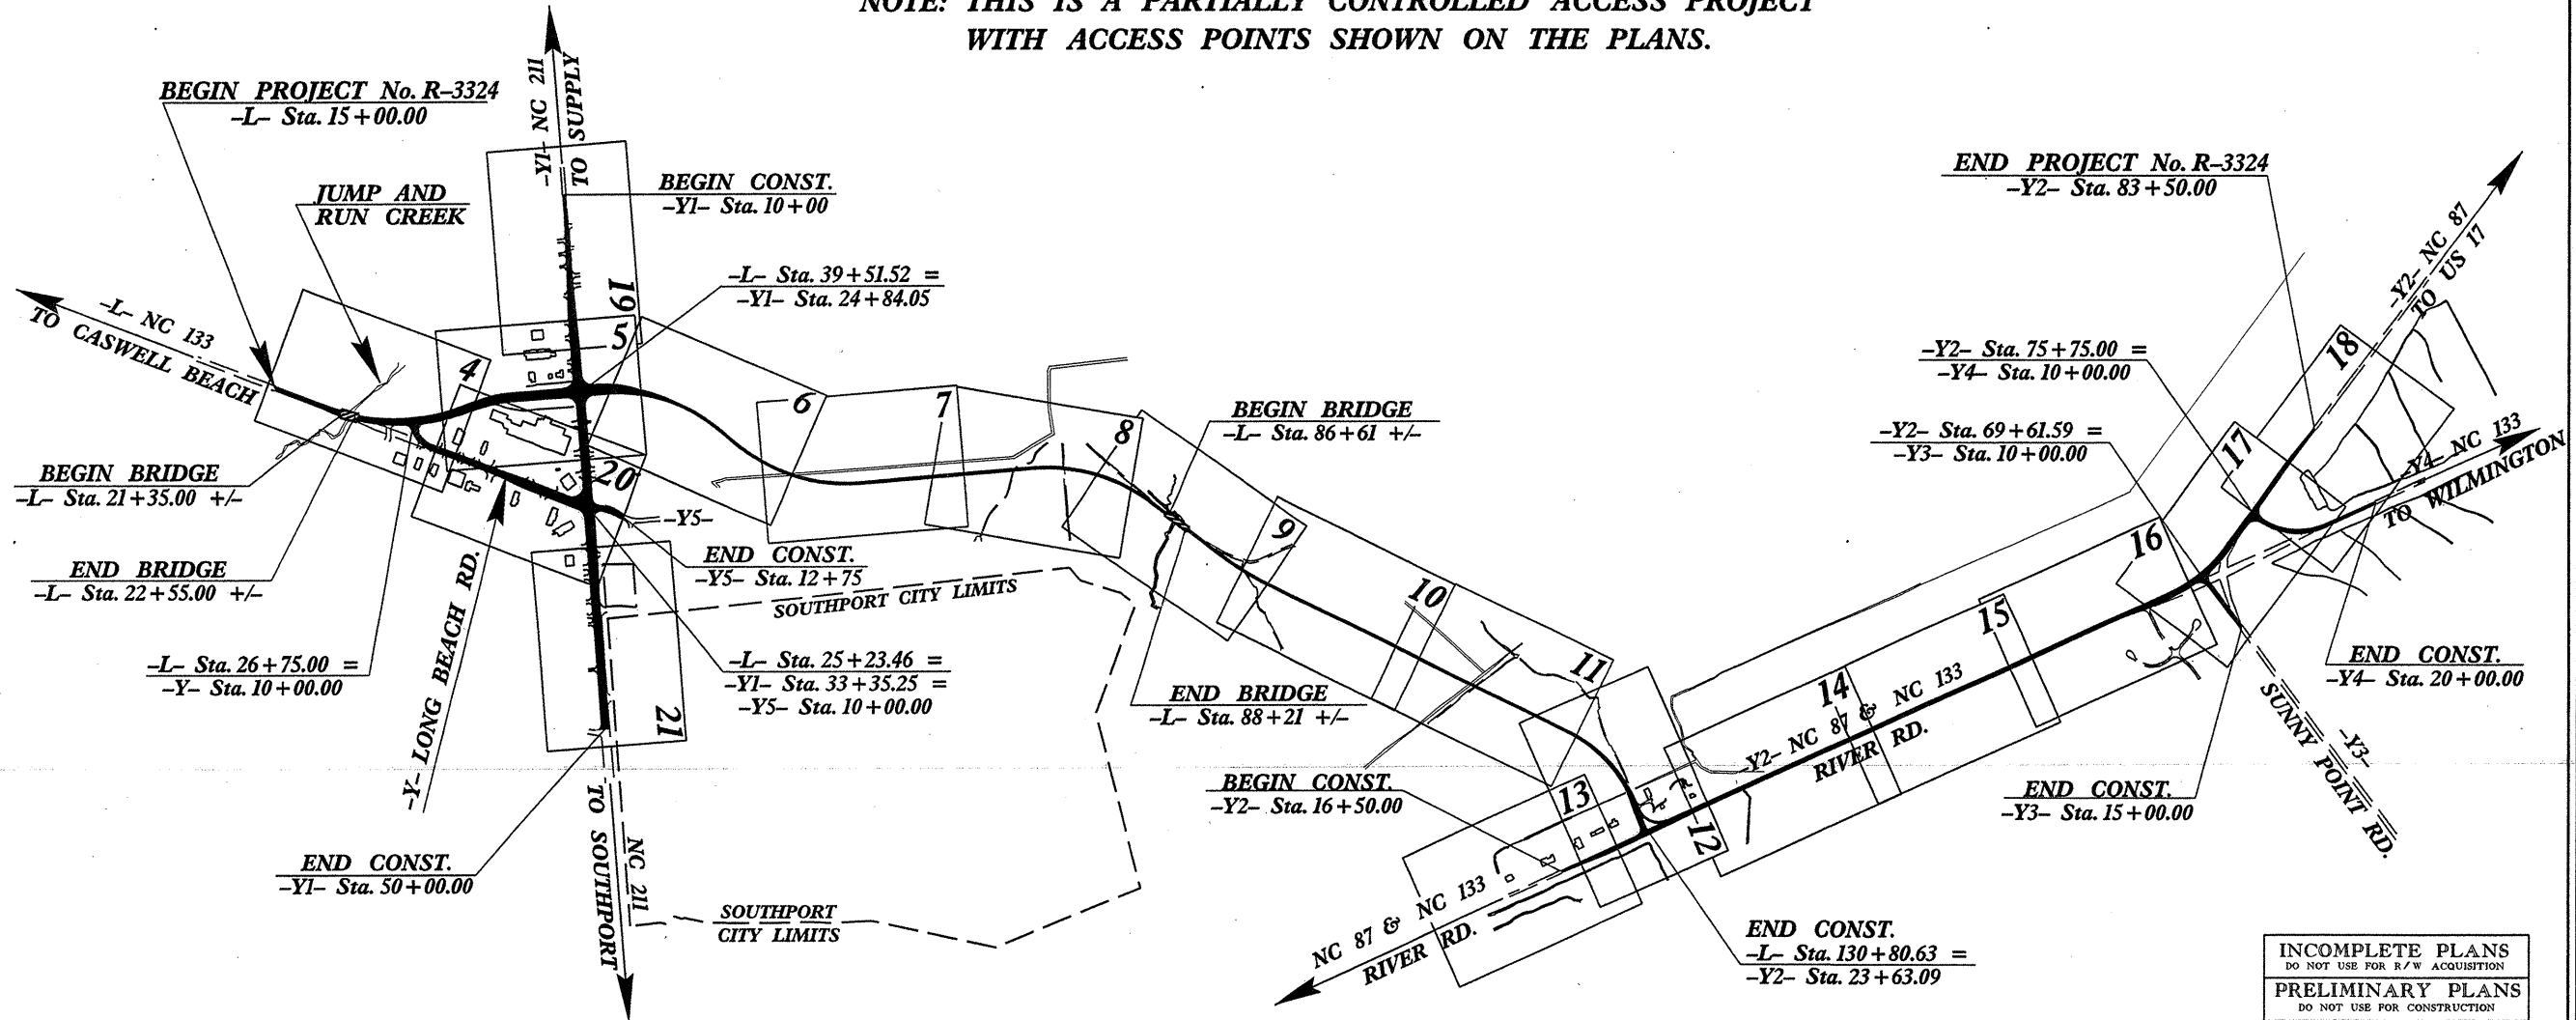 NOTE: THIS IS A PARTIALLY CONTROLLED ACCESS PROJECT
WITH ACCESS POINTS SHOWN ON THE PLANS.
BEGIN PROJECT No. R-3324
-L- Sta. 15+00.00
JUMP AND
RUN CREEK
-Y1- NC 211
TO SUPPLY
BEGIN CONST.
-Y1- Sta. 10+00
-L- Sta. 39+51.52 =
-Y1- Sta. 24+84.05
-L- NC 133
TO CASWELL BEACH
4
5
19
6
7
8
9
10
11
12
13
14
15
16
17
18
20
21
BEGIN BRIDGE
-L- Sta. 21+35.00 +/-
END BRIDGE
-L- Sta. 22+55.00 +/-
-L- Sta. 26+75.00 =
-Y- Sta. 10+00.00
-Y- LONG BEACH RD.
-Y5-
END CONST.
-Y5- Sta. 12+75
SOUTHPORT CITY LIMITS
-L- Sta. 25+23.46 =
-Y1- Sta. 33+35.25 =
-Y5- Sta. 10+00.00
END CONST.
-Y1- Sta. 50+00.00
TO SOUTHPORT
NC 211
SOUTHPORT
CITY LIMITS
BEGIN BRIDGE
-L- Sta. 86+61 +/-
END BRIDGE
-L- Sta. 88+21 +/-
BEGIN CONST.
-Y2- Sta. 16+50.00
NC 87 & NC 133
RIVER RD.
-Y2- NC 87 & NC 133
RIVER RD.
END CONST.
-L- Sta. 130+80.63 =
-Y2- Sta. 23+63.09
END PROJECT No. R-3324
-Y2- Sta. 83+50.00
-Y2- NC 87
TO US 17
-Y2- Sta. 75+75.00 =
-Y4- Sta. 10+00.00
-Y2- Sta. 69+61.59 =
-Y3- Sta. 10+00.00
-Y4- NC 133
TO WILMINGTON
END CONST.
-Y4- Sta. 20+00.00
END CONST.
-Y3- Sta. 15+00.00
-Y3-
SUNNY POINT RD.
INCOMPLETE PLANS
DO NOT USE FOR R/W ACQUISITION
PRELIMINARY PLANS
DO NOT USE FOR CONSTRUCTION